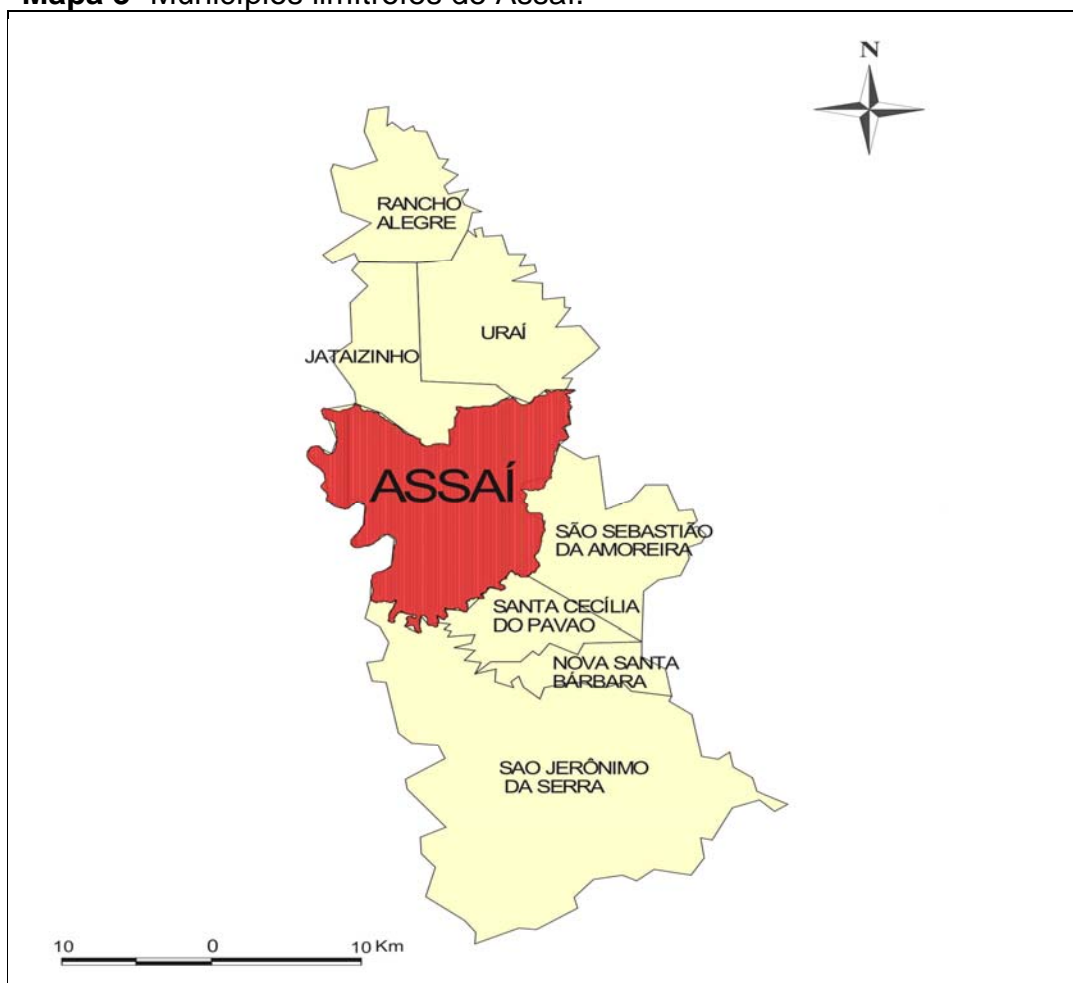 Mapa 3- Municípios limítrofes de Assaí.
N
RANCHO
ALEGRE
URAÍ
JATAIZINHO
ASSAÍ
SÃO SEBASTIÃO
DA AMOREIRA
SANTA CECÍLIA
DO PAVAO
NOVA SANTA
BÁRBARA
SAO JERÔNIMO
DA SERRA
10 0 10 Km